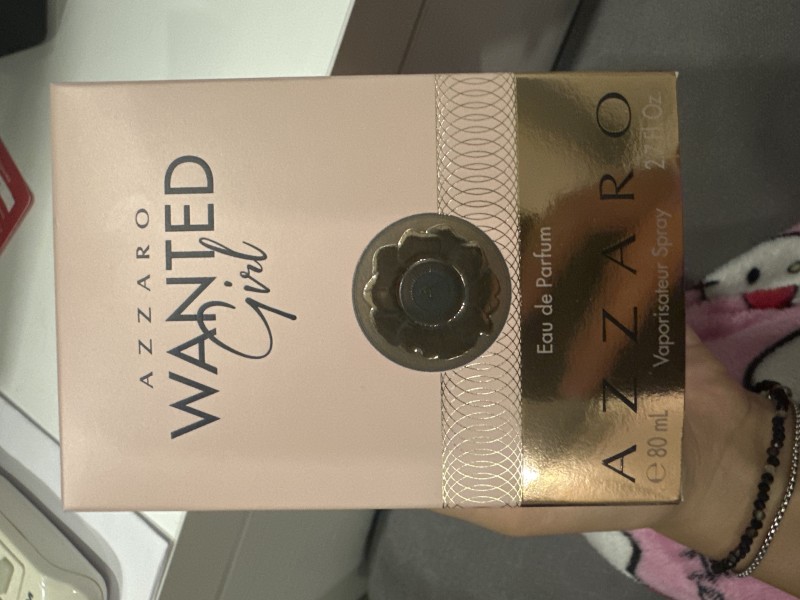 AZZARO
WANTED
Girl
Eau de Parfum
AZZARO
℮ 80 mL Vaporisateur Spray 2.7 fl Oz